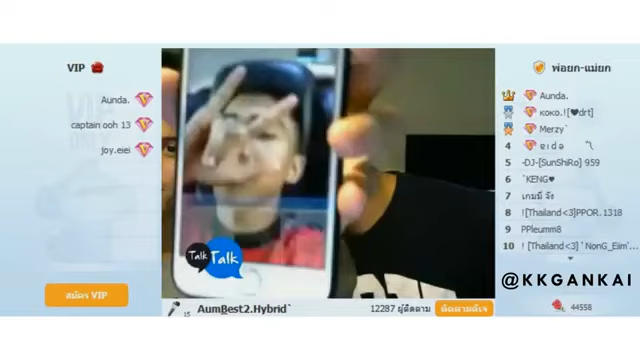 VIP
Aunda.
captain ooh 13
joy.eiei
สมัคร VIP
Talk Talk
15 AumBest2.Hybrid`
12287 ผู้ติดตาม
ติดตามดีเจ
พ่อยก-แม่ยก
Aunda.
κοκο.![♥drt]
Merzy`
4
5 -DJ-[SunShiRo] 959
6 `KENG♥
7 เกมมี่ จัง
8 ![Thailand<3]PPOR. 1318
9 PPleumm8
10 ![Thailand<3]`NonG_Eim'...
@KKGANKAI
44558